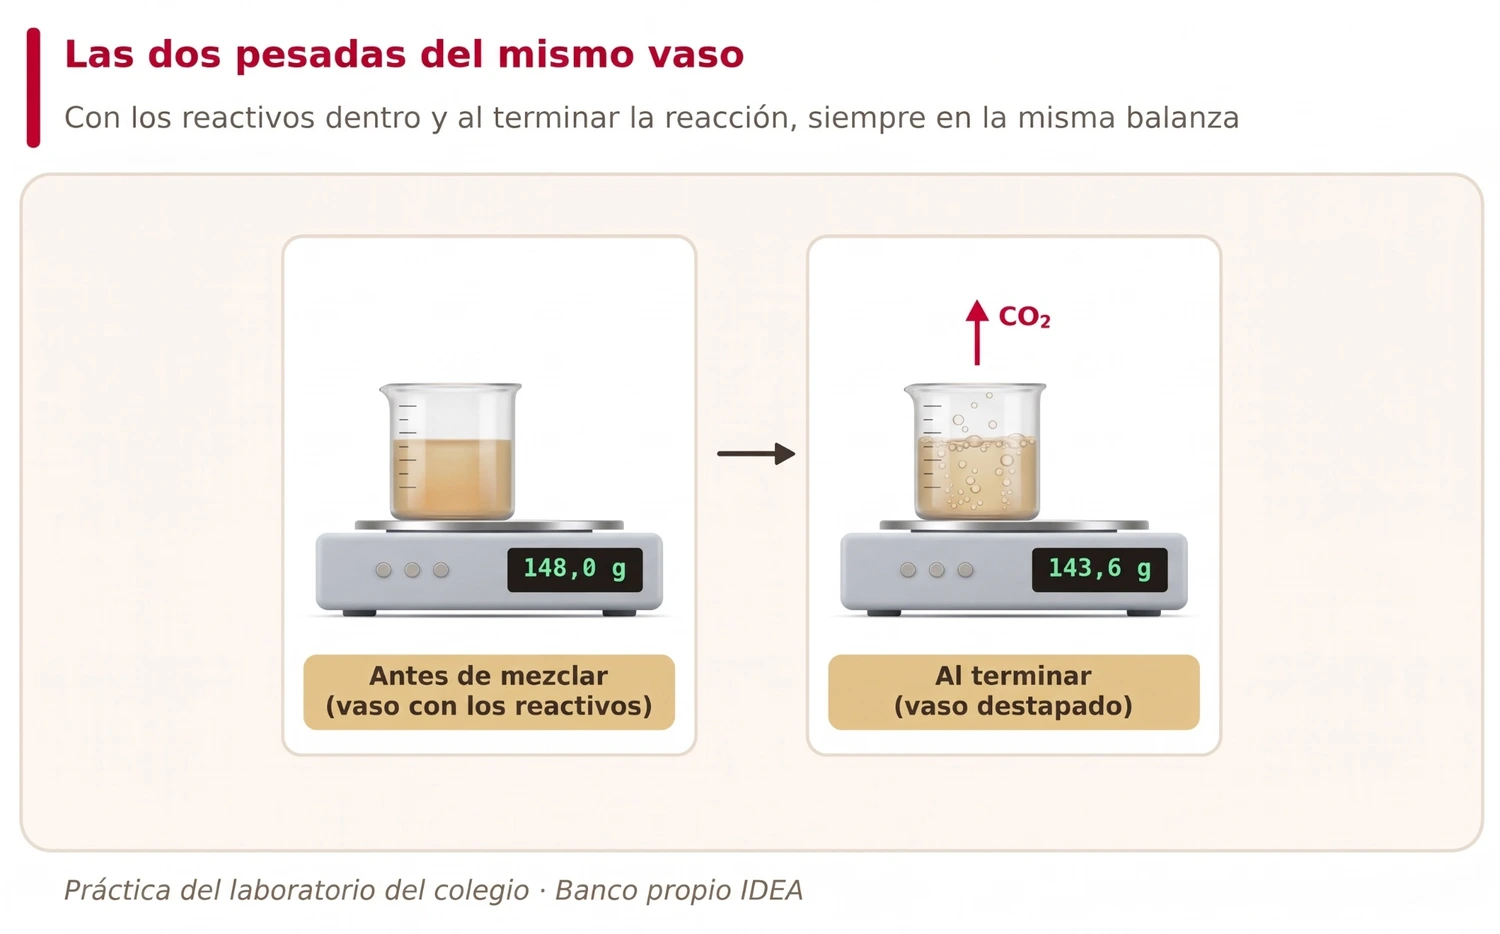 Las dos pesadas del mismo vaso
Con los reactivos dentro y al terminar la reacción, siempre en la misma balanza
CO₂
148,0 g
143,6 g
Antes de mezclar
(vaso con los reactivos)
Al terminar
(vaso destapado)
Práctica del laboratorio del colegio · Banco propio IDEA